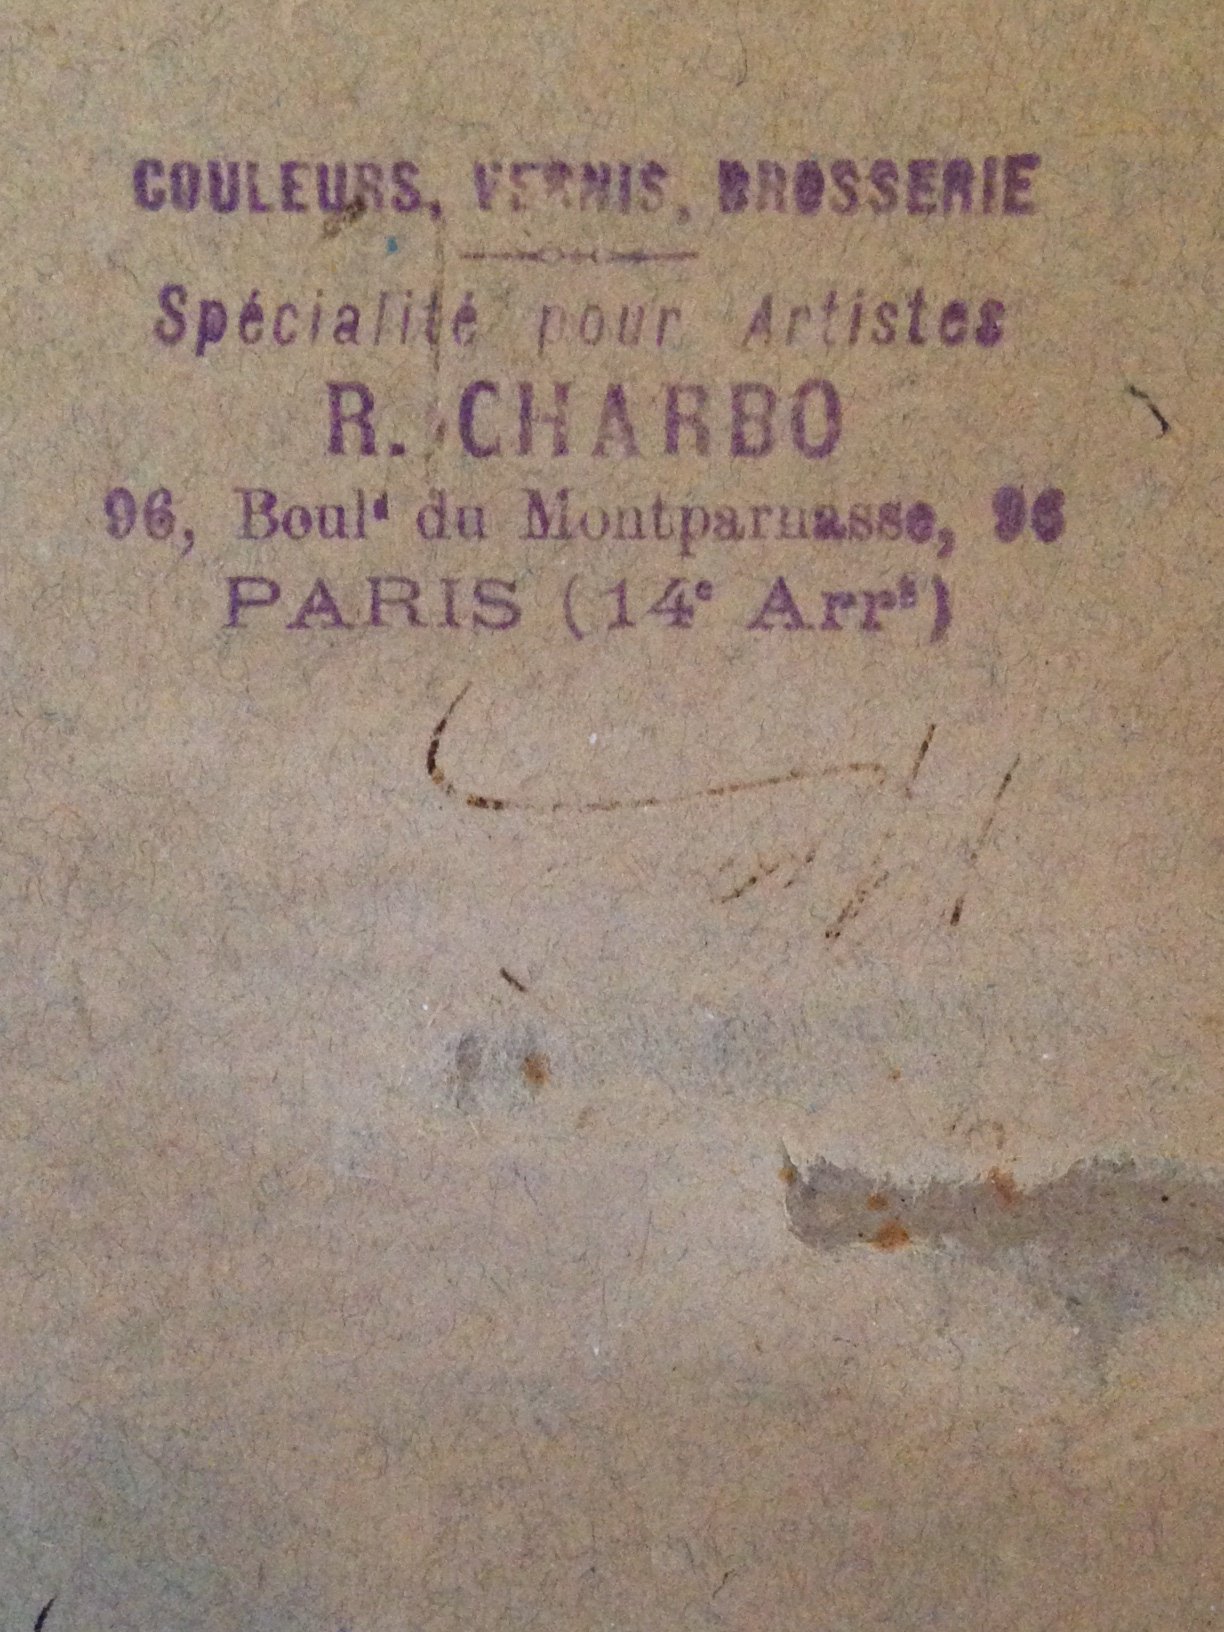 COULEURS, VERNIS, BROSSERIE
Spécialité pour Artistes
R. CHARBO
96, Boulᵈ du Montparnasse, 96
PARIS (14ᵉ Arrᵗ)